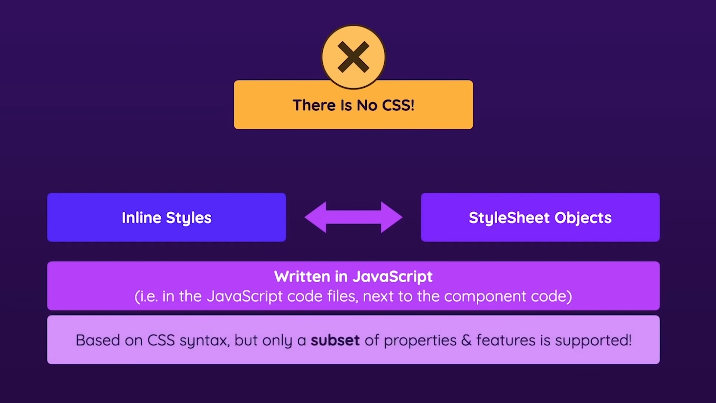 There Is No CSS!
Inline Styles
StyleSheet Objects
Written in JavaScript
(i.e. in the JavaScript code files, next to the component code)
Based on CSS syntax, but only a subset of properties & features is supported!